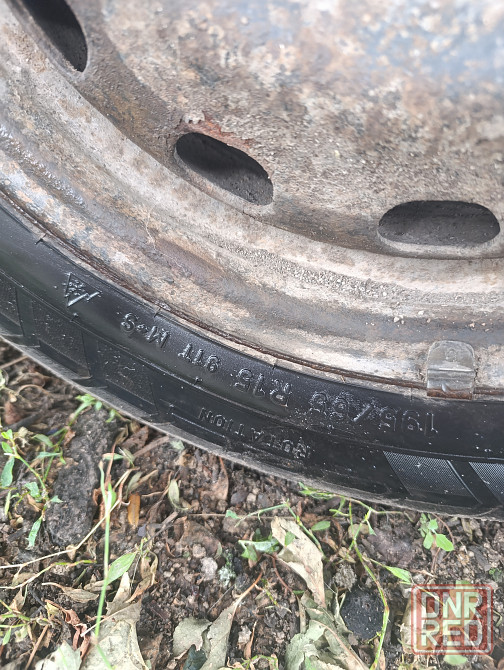 195/65 R15 91T M+S
ROTATION
DNR
RED